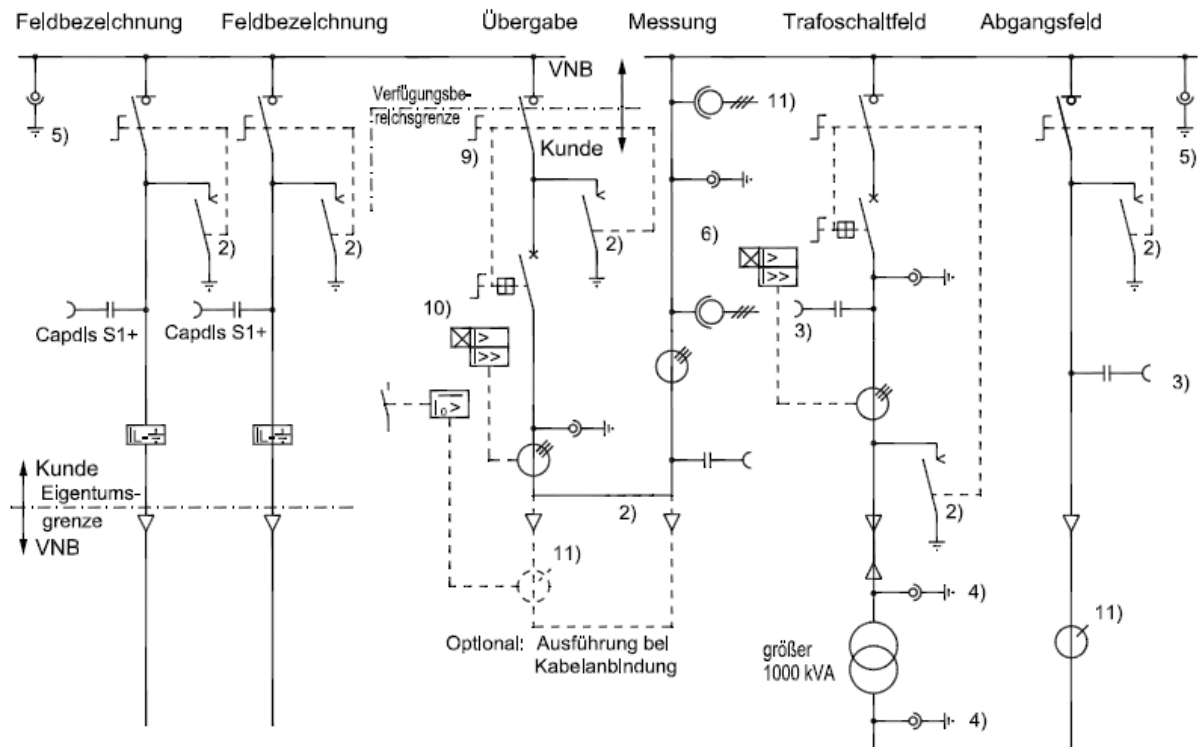 Feldbezeichnung Feldbezeichnung Übergabe Messung Trafoschaltfeld Abgangsfeld
VNB
Verfügungsbe-
reichsgrenze
11)
5)
9)
Kunde
5)
2)
2)
2)
6)
2)
I>
I>>
Capdis S1+
Capdis S1+
10)
3)
I>
I>>
3)
I0>
Kunde
Eigentums-
grenze
VNB
2)
2)
11)
4)
11)
Optional: Ausführung bei
Kabelanbindung
größer
1000 kVA
4)